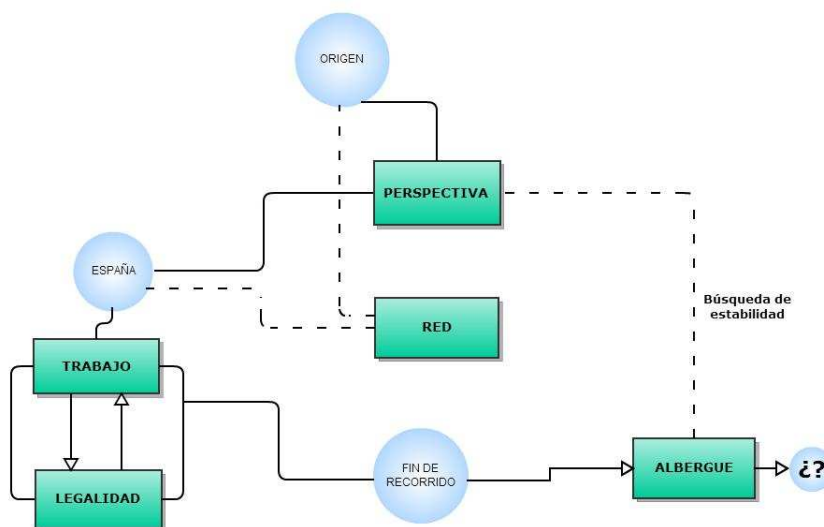 ORIGEN
PERSPECTIVA
ESPAÑA
RED
Búsqueda de
estabilidad
TRABAJO
FIN DE
RECORRIDO
ALBERGUE
¿?
LEGALIDAD